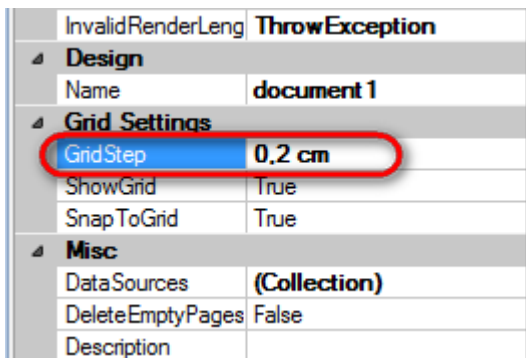 InvalidRenderLeng ThrowException
Design
Name document1
Grid Settings
GridStep 0,2 cm
ShowGrid True
SnapToGrid True
Misc
DataSources (Collection)
DeleteEmptyPages False
Description